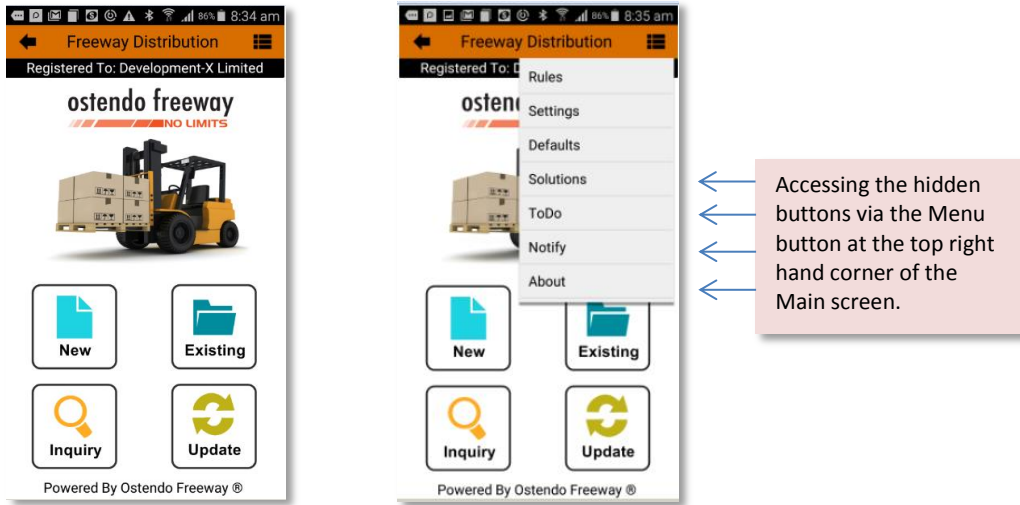 86% 8:34 am
Freeway Distribution
Registered To: Development-X Limited
ostendo freeway
NO LIMITS
New
Existing
Inquiry
Update
Powered By Ostendo Freeway ®
86% 8:35 am
Freeway Distribution
Registered To: D
osten
Rules
Settings
Defaults
Solutions
ToDo
Notify
About
New
Existing
Inquiry
Update
Powered By Ostendo Freeway ®
Accessing the hidden
buttons via the Menu
button at the top right
hand corner of the
Main screen.